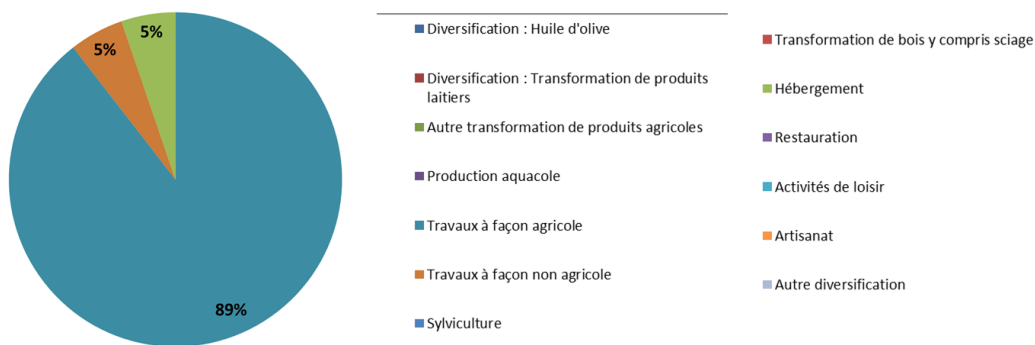 5%
5%
89%
Diversification : Huile d'olive
Diversification : Transformation de produits
laitiers
Autre transformation de produits agricoles
Production aquacole
Travaux à façon agricole
Travaux à façon non agricole
Sylviculture
Transformation de bois y compris sciage
Hébergement
Restauration
Activités de loisir
Artisanat
Autre diversification